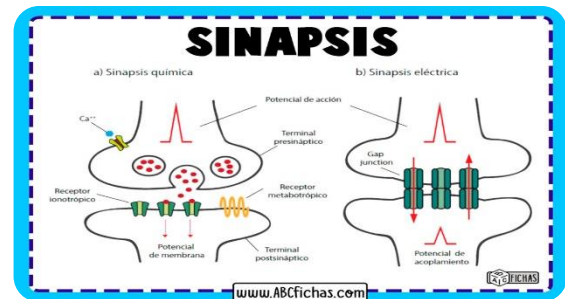 SINAPSIS
a) Sinapsis química
b) Sinapsis eléctrica
Potencial de acción
Ca⁺⁺
Terminal
presináptico
Gap
junction
Receptor
ionotrópico
Receptor
metabotrópico
Potencial
de membrana
Terminal
postsináptico
Potencial de
acoplamiento
ABC FICHAS
www.ABCfichas.com